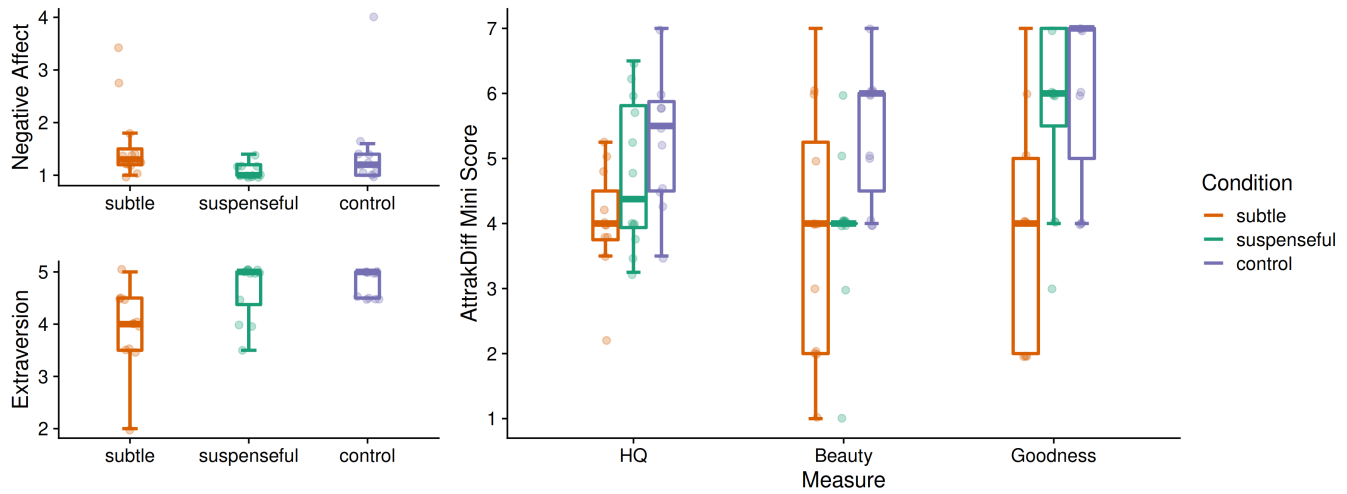 Negative Affect
4
3
2
1
subtle suspenseful control
Extraversion
5
4
3
2
subtle suspenseful control
AttrakDiff Mini Score
7
6
5
4
3
2
1
HQ Beauty Goodness
Measure
Condition
subtle
suspenseful
control